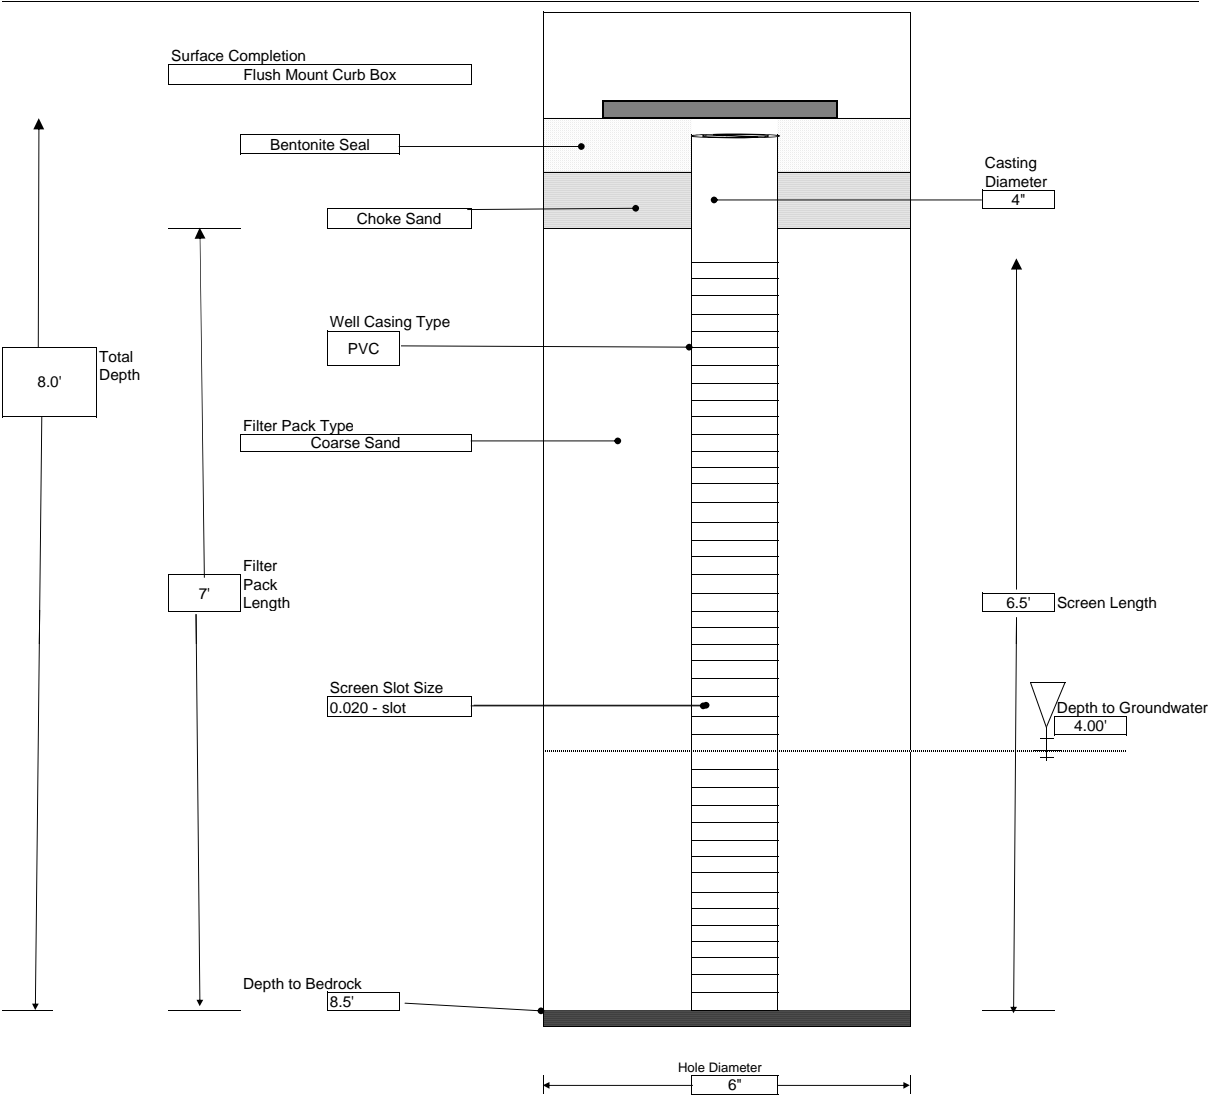 Surface Completion
Flush Mount Curb Box
Bentonite Seal
Casting
Diameter
4"
Choke Sand
Well Casing Type
PVC
Total
Depth
8.0'
Filter Pack Type
Coarse Sand
Filter
Pack
Length
7'
6.5'
Screen Length
Screen Slot Size
0.020 - slot
Depth to Groundwater
4.00'
Depth to Bedrock
8.5'
Hole Diameter
6"